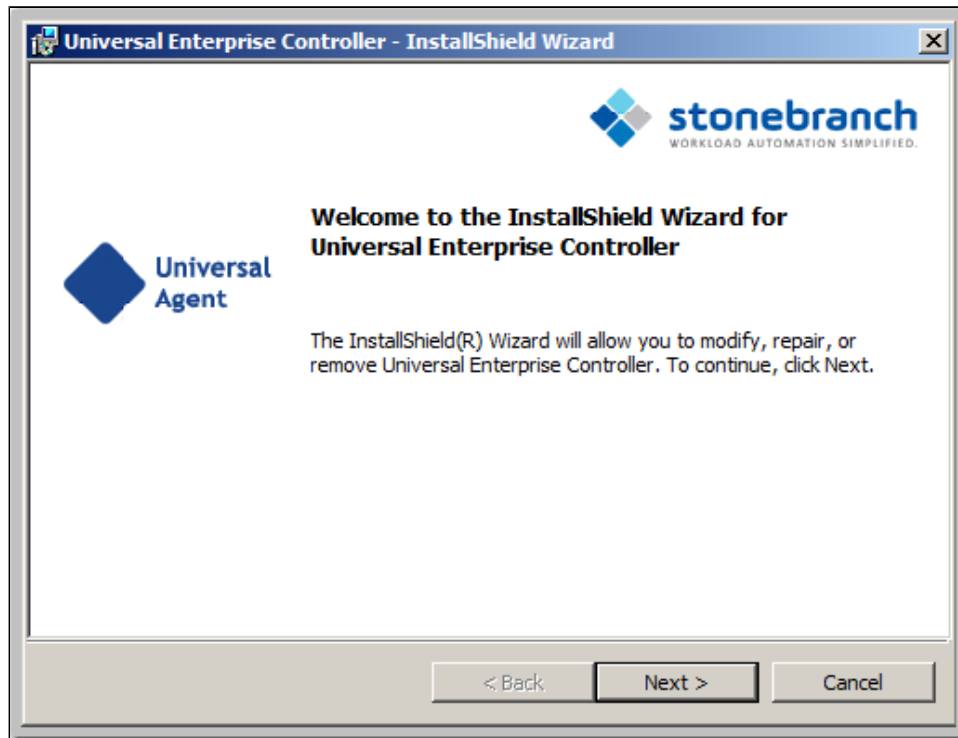 Universal Enterprise Controller - InstallShield Wizard
stonebranch
WORKLOAD AUTOMATION SIMPLIFIED.
Welcome to the InstallShield Wizard for
Universal Enterprise Controller
Universal
Agent
The InstallShield(R) Wizard will allow you to modify, repair, or
remove Universal Enterprise Controller. To continue, click Next.
< Back
Next >
Cancel